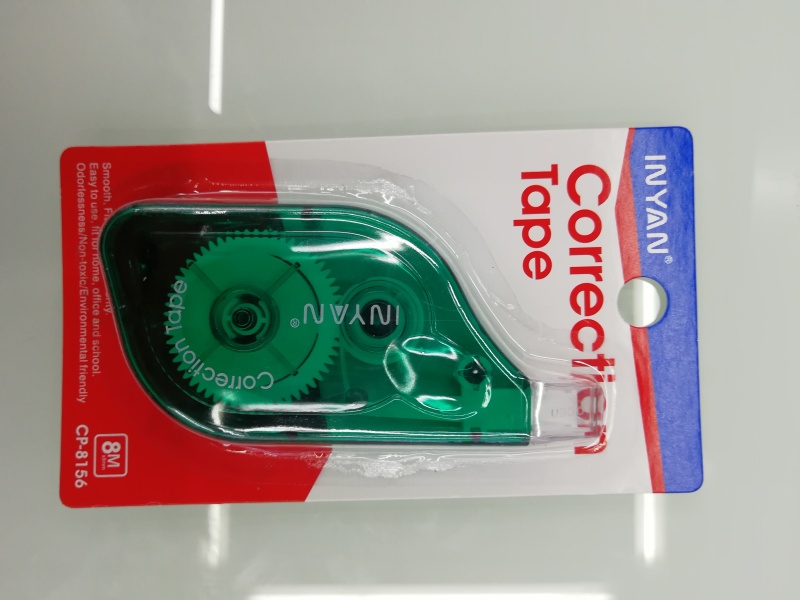 INYAN®
Correction
Tape
INYAN®
Correction Tape
Smooth,
Easy to use, fit for home, office and school.
Odorlessness/Non-toxic/Environmental friendly
8M
CP-8156